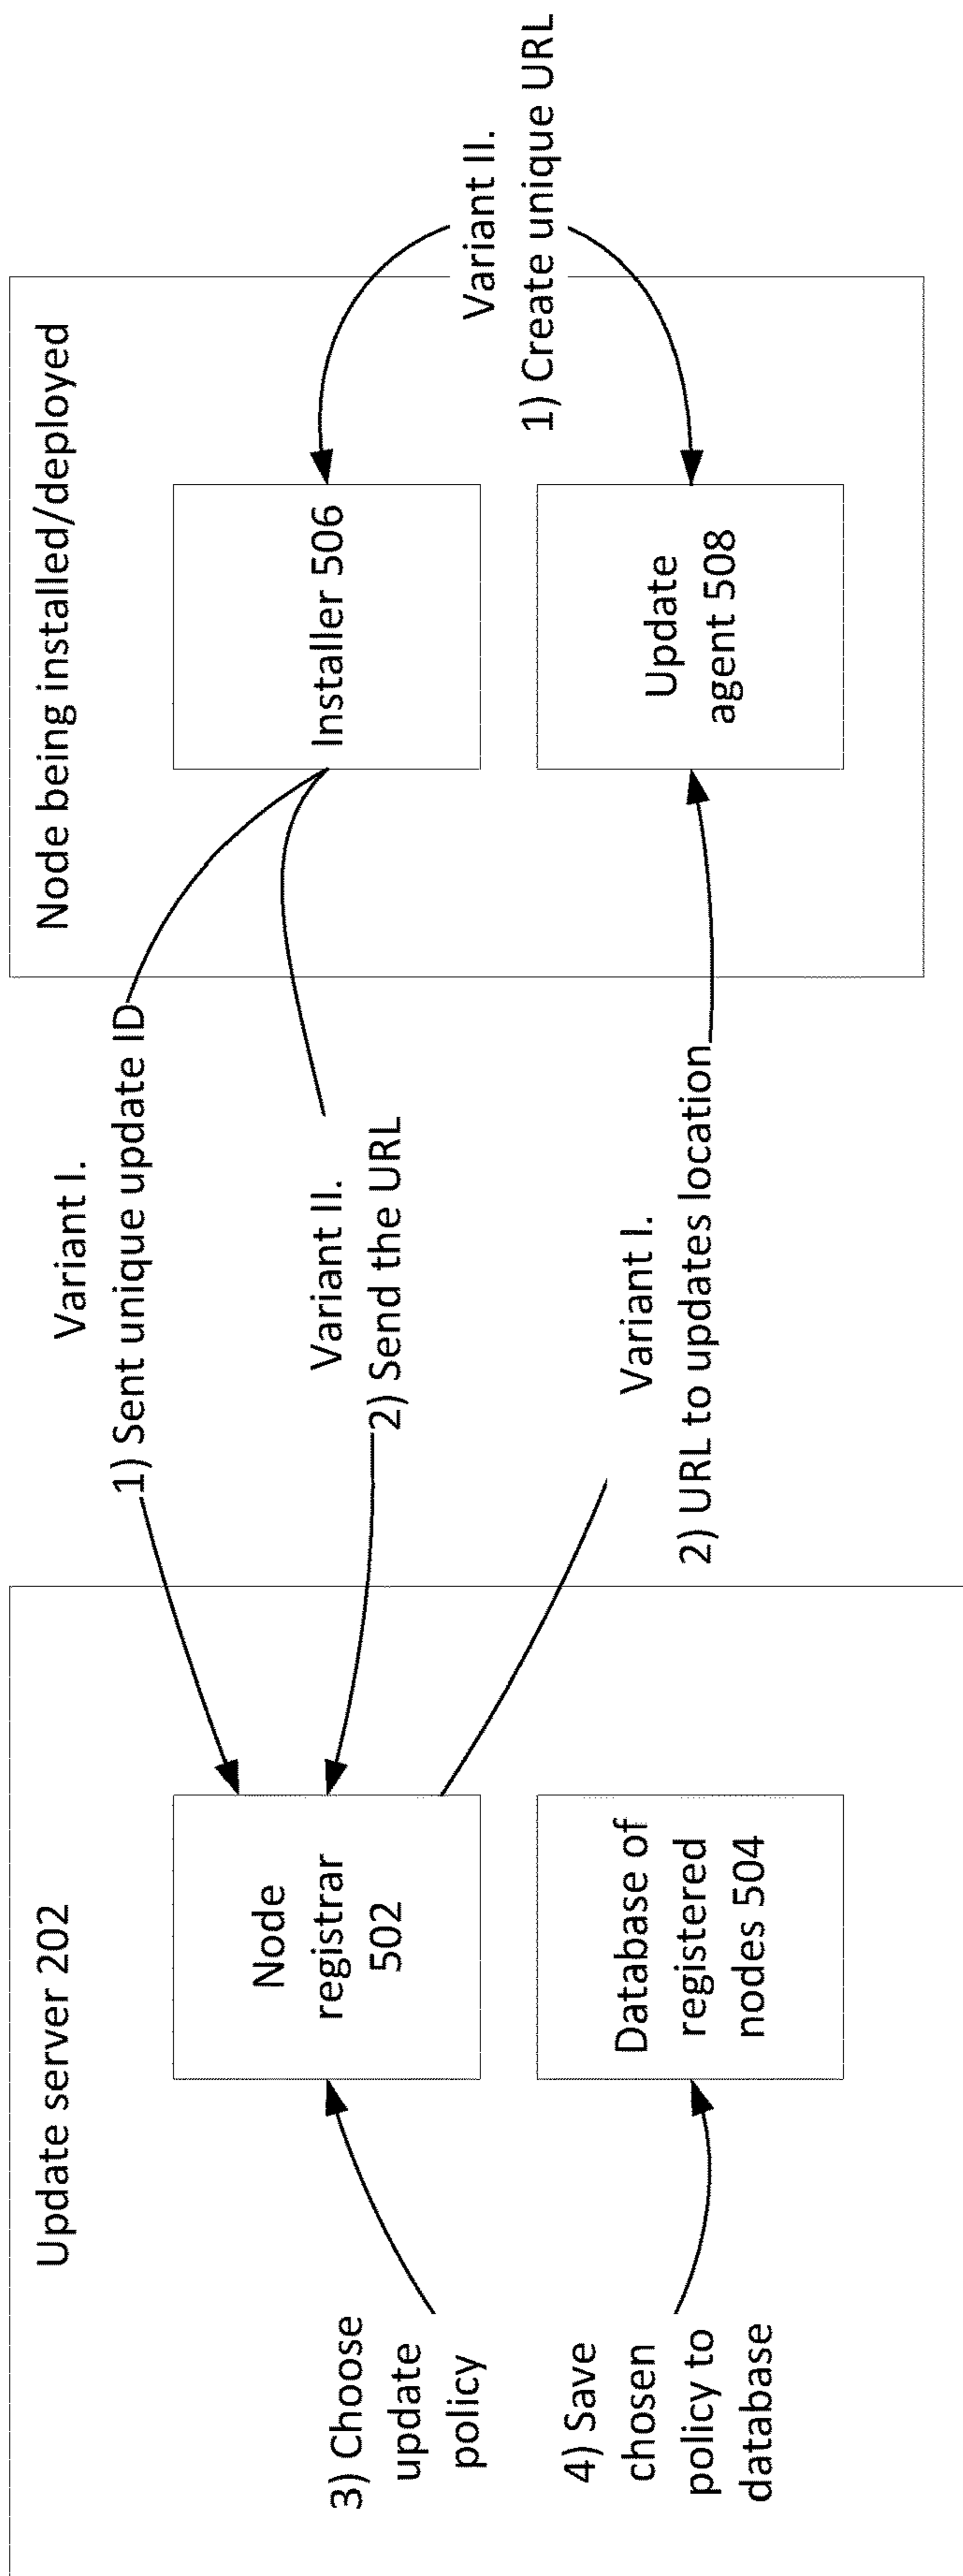 Update server 202
Node being installed/deployed
Variant I.
1) Sent unique update ID
Variant II.
2) Send the URL
Variant I.
2) URL to updates location
Variant II.
1) Create unique URL
3) Choose
update
policy
Node
registrar
502
Installer 506
4) Save
chosen
policy to
database
Database of
registered
nodes 504
Update
agent 508